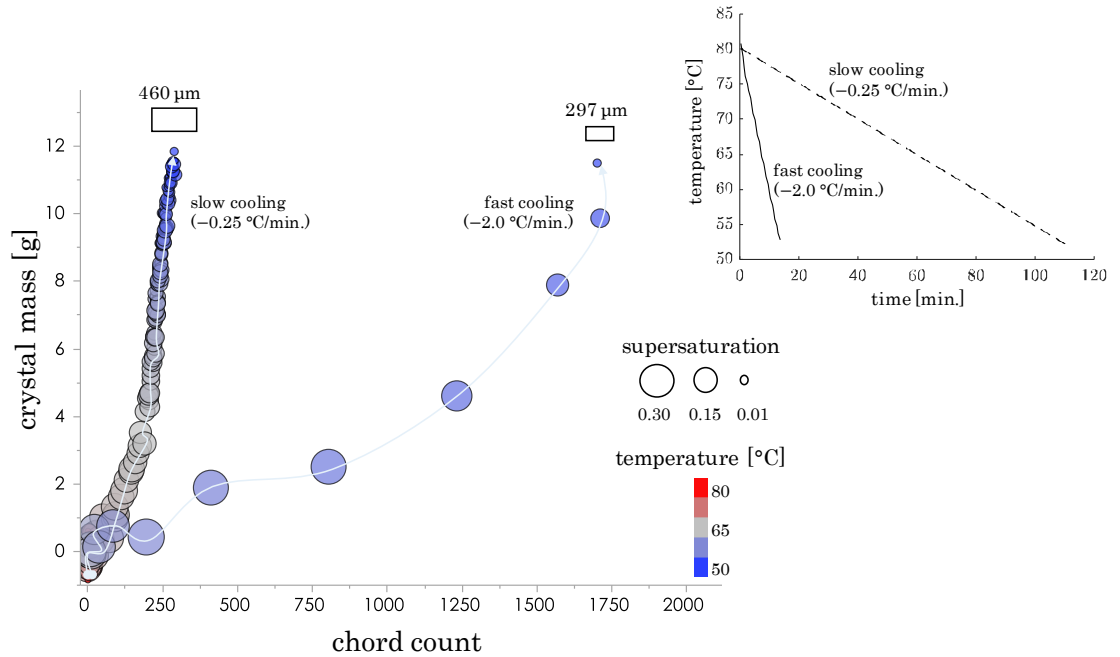 460 µm
297 µm
12
10
8
6
4
2
0
crystal mass [g]
slow cooling
(−0.25 °C/min.)
fast cooling
(−2.0 °C/min.)
0
250
500
750
1000
1250
1500
1750
2000
chord count
85
80
75
70
65
60
55
50
temperature [°C]
slow cooling
(−0.25 °C/min.)
fast cooling
(−2.0 °C/min.)
0
20
40
60
80
100
120
time [min.]
supersaturation
0.30 0.15 0.01
temperature [°C]
80
65
50